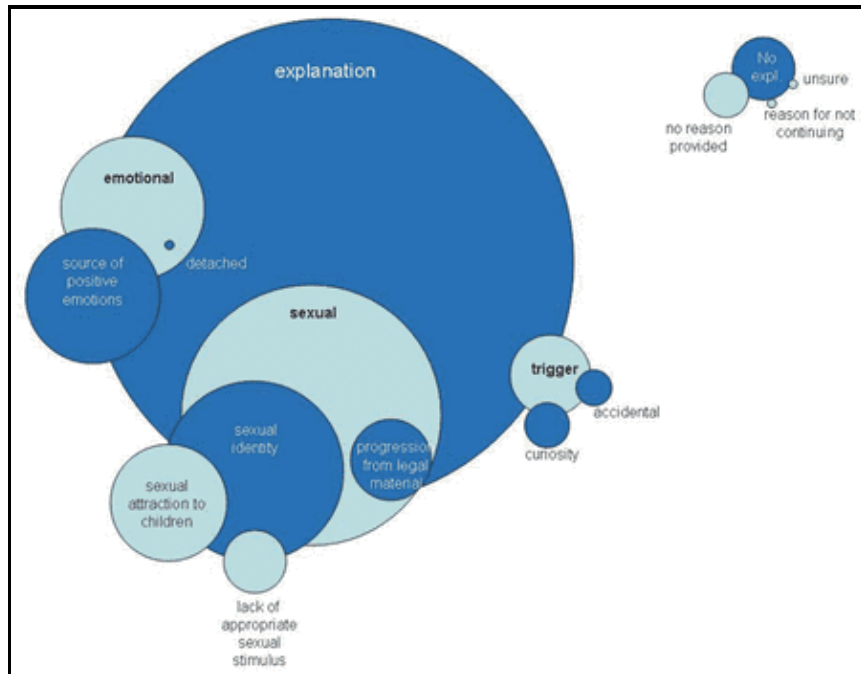 explanation
No
expl.
unsure
reason for not
continuing
no reason
provided
emotional
detached
source of
positive
emotions
sexual
trigger
accidental
curiosity
sexual
identity
progression
from legal
material
sexual
attraction to
children
lack of
appropriate
sexual
stimulus